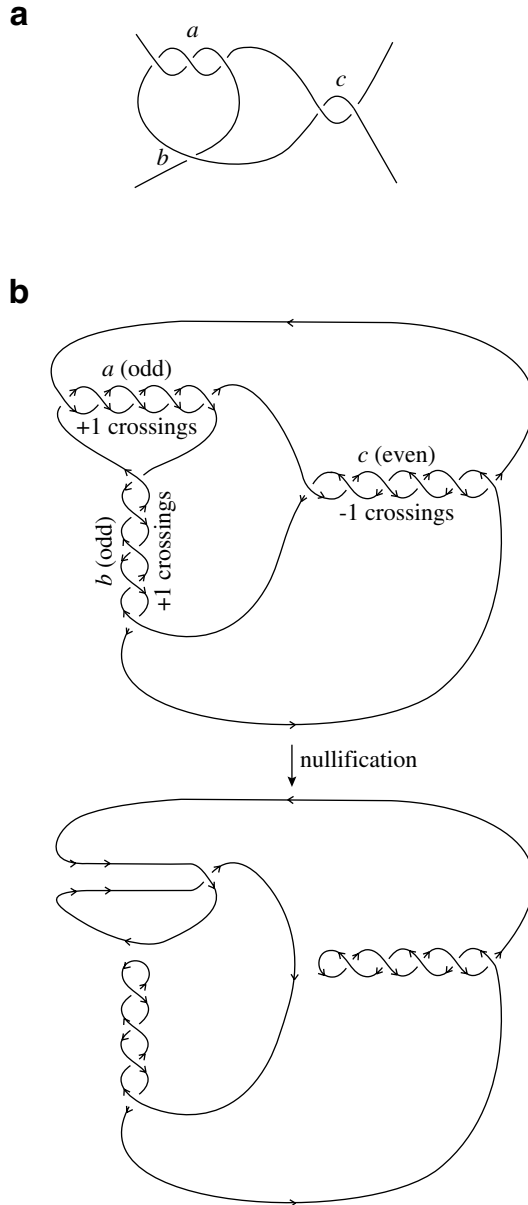 a
a
c
b
b
a (odd)
+1 crossings
c (even)
-1 crossings
b (odd)
+1 crossings
nullification